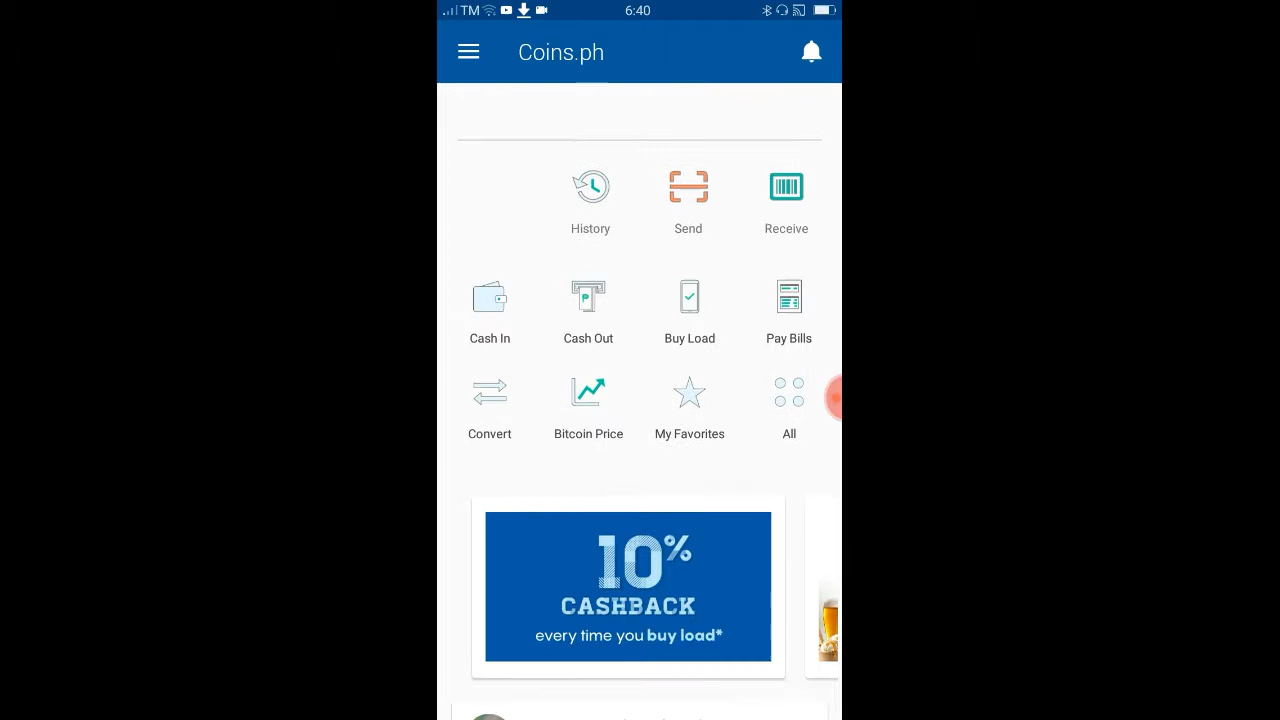 TM 6:40
Coins.ph
History Send Receive
Cash In Cash Out Buy Load Pay Bills
Convert Bitcoin Price My Favorites All
10%
CASHBACK
every time you buy load*